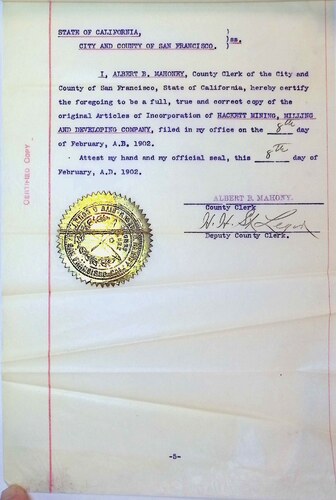 STATE OF CALIFORNIA, )
)ss.
CITY AND COUNTY OF SAN FRANCISCO. )
I, ALBERT B. MAHONEY, County Clerk of the City and
County of San Francisco, State of California, hereby certify
the foregoing to be a full, true and correct copy of the
original Articles of Incorporation of HACKETT MINING, MILLING
AND DEVELOPING COMPANY, filed in my office on the 8th day
of February, A.D. 1902.
Attest my hand and my official seal, this 8th day of
February, A.D. 1902.
CERTIFIED COPY
ALBERT B. MAHONY.
County Clerk
Deputy County Clerk.
-5-